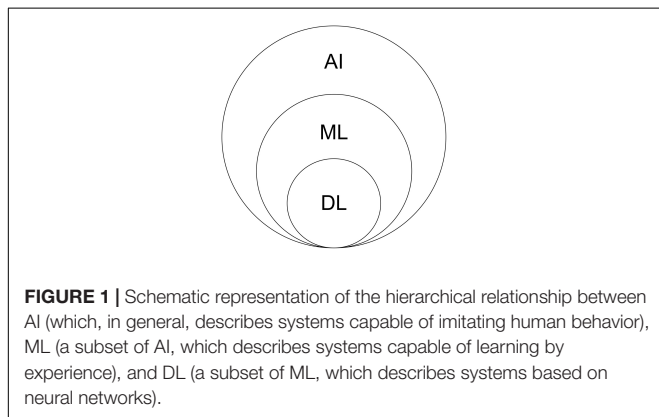 AI
ML
DL
FIGURE 1 | Schematic representation of the hierarchical relationship between
AI (which, in general, describes systems capable of imitating human behavior),
ML (a subset of AI, which describes systems capable of learning by
experience), and DL (a subset of ML, which describes systems based on
neural networks).